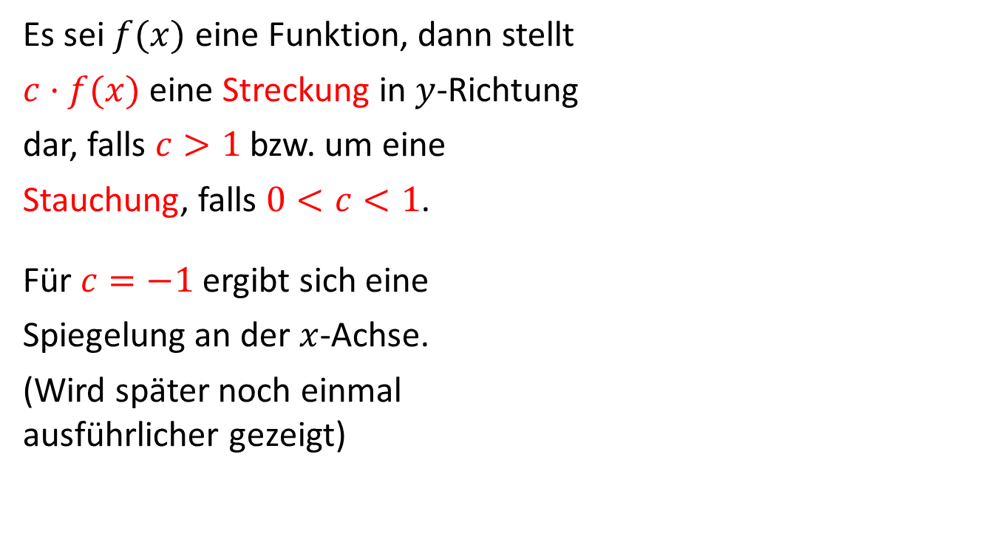 Es sei f(x) eine Funktion, dann stellt
c · f(x) eine Streckung in y-Richtung
dar, falls c > 1 bzw. um eine
Stauchung, falls 0 < c < 1.
Für c = −1 ergibt sich eine
Spiegelung an der x-Achse.
(Wird später noch einmal
ausführlicher gezeigt)